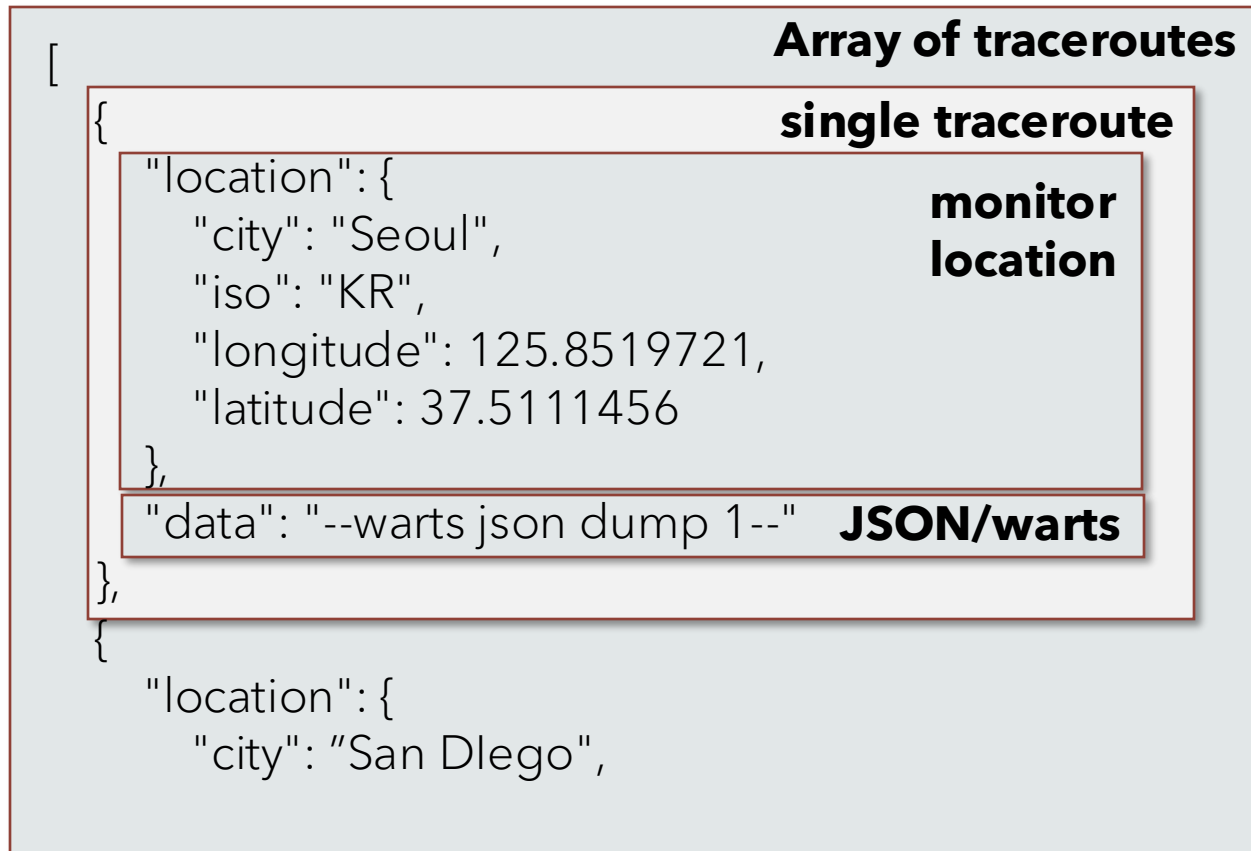 Array of traceroutes
[
{
single traceroute
"location": {
monitor
location
"city": "Seoul",
"iso": "KR",
"longitude": 125.8519721,
"latitude": 37.5111456
},
"data": "--warts json dump 1--"
JSON/warts
},
{
"location": {
"city": ”San DIego",